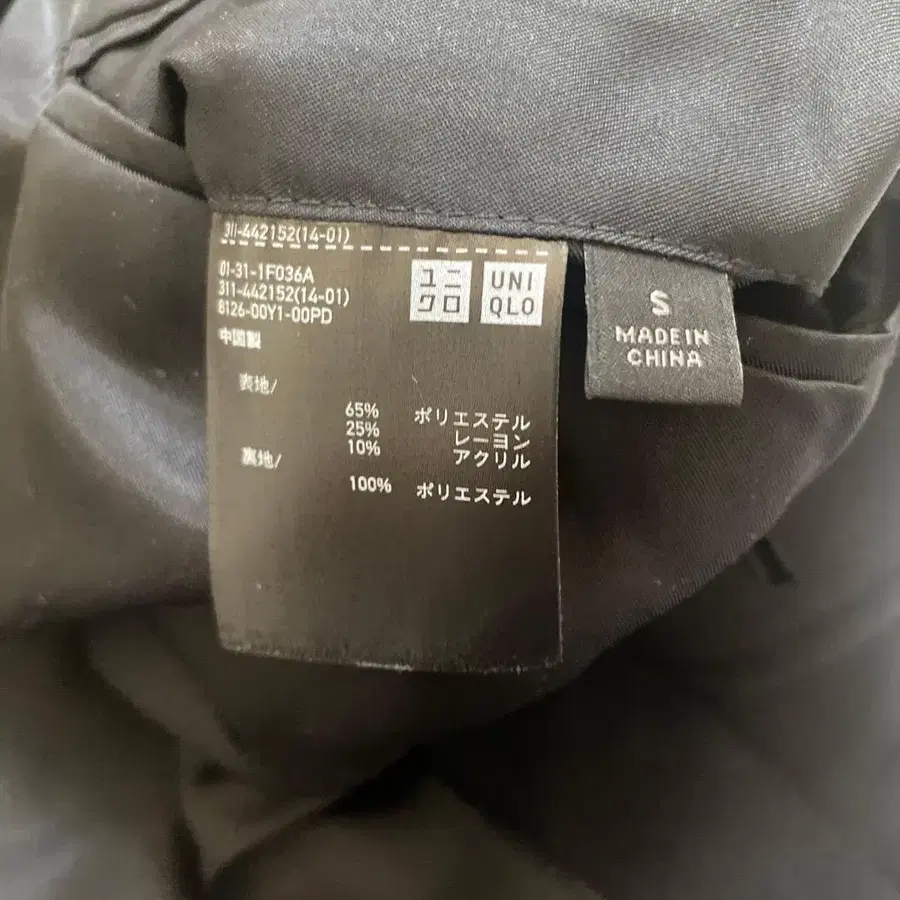 311-442152(14-01)
01-31-1F036A
311-442152(14-01)
8126-00Y1-00PD
中国製
ユニ
クロ
UNI
QLO
表地/
65% ポリエステル
25% レーヨン
10% アクリル
裏地/
100% ポリエステル
S
MADE IN
CHINA